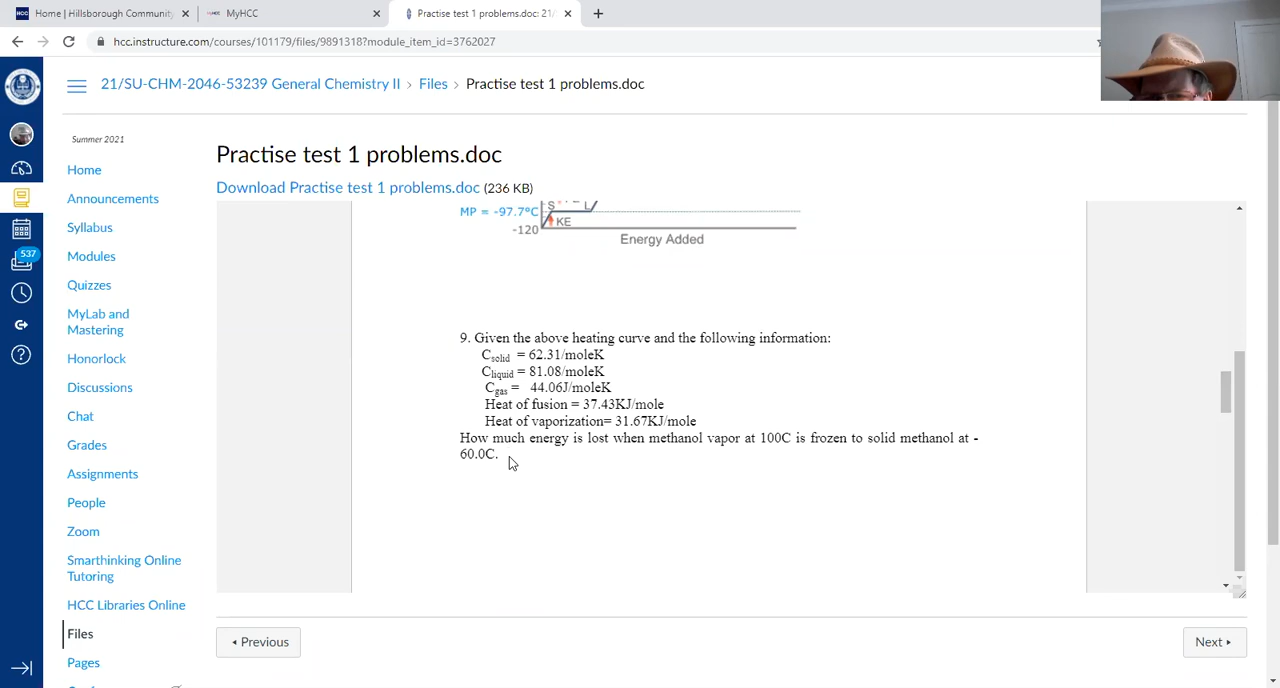 Home | Hillsborough Community
MyHCC
Practise test 1 problems.doc: 21/
hcc.instructure.com/courses/101179/files/9891318?module_item_id=3762027
21/SU-CHM-2046-53239 General Chemistry II > Files > Practise test 1 problems.doc
Summer 2021
Home
Announcements
Syllabus
Modules
Quizzes
MyLab and
Mastering
Honorlock
Discussions
Chat
Grades
Assignments
People
Zoom
Smarthinking Online
Tutoring
HCC Libraries Online
Files
Pages
537
Practise test 1 problems.doc
Download Practise test 1 problems.doc (236 KB)
S L
MP = -97.7°C
KE
-120
Energy Added
9. Given the above heating curve and the following information:
Csolid = 62.31/moleK
Cliquid = 81.08/moleK
Cgas = 44.06J/moleK
Heat of fusion = 37.43KJ/mole
Heat of vaporization= 31.67KJ/mole
How much energy is lost when methanol vapor at 100C is frozen to solid methanol at -
60.0C.
Previous
Next